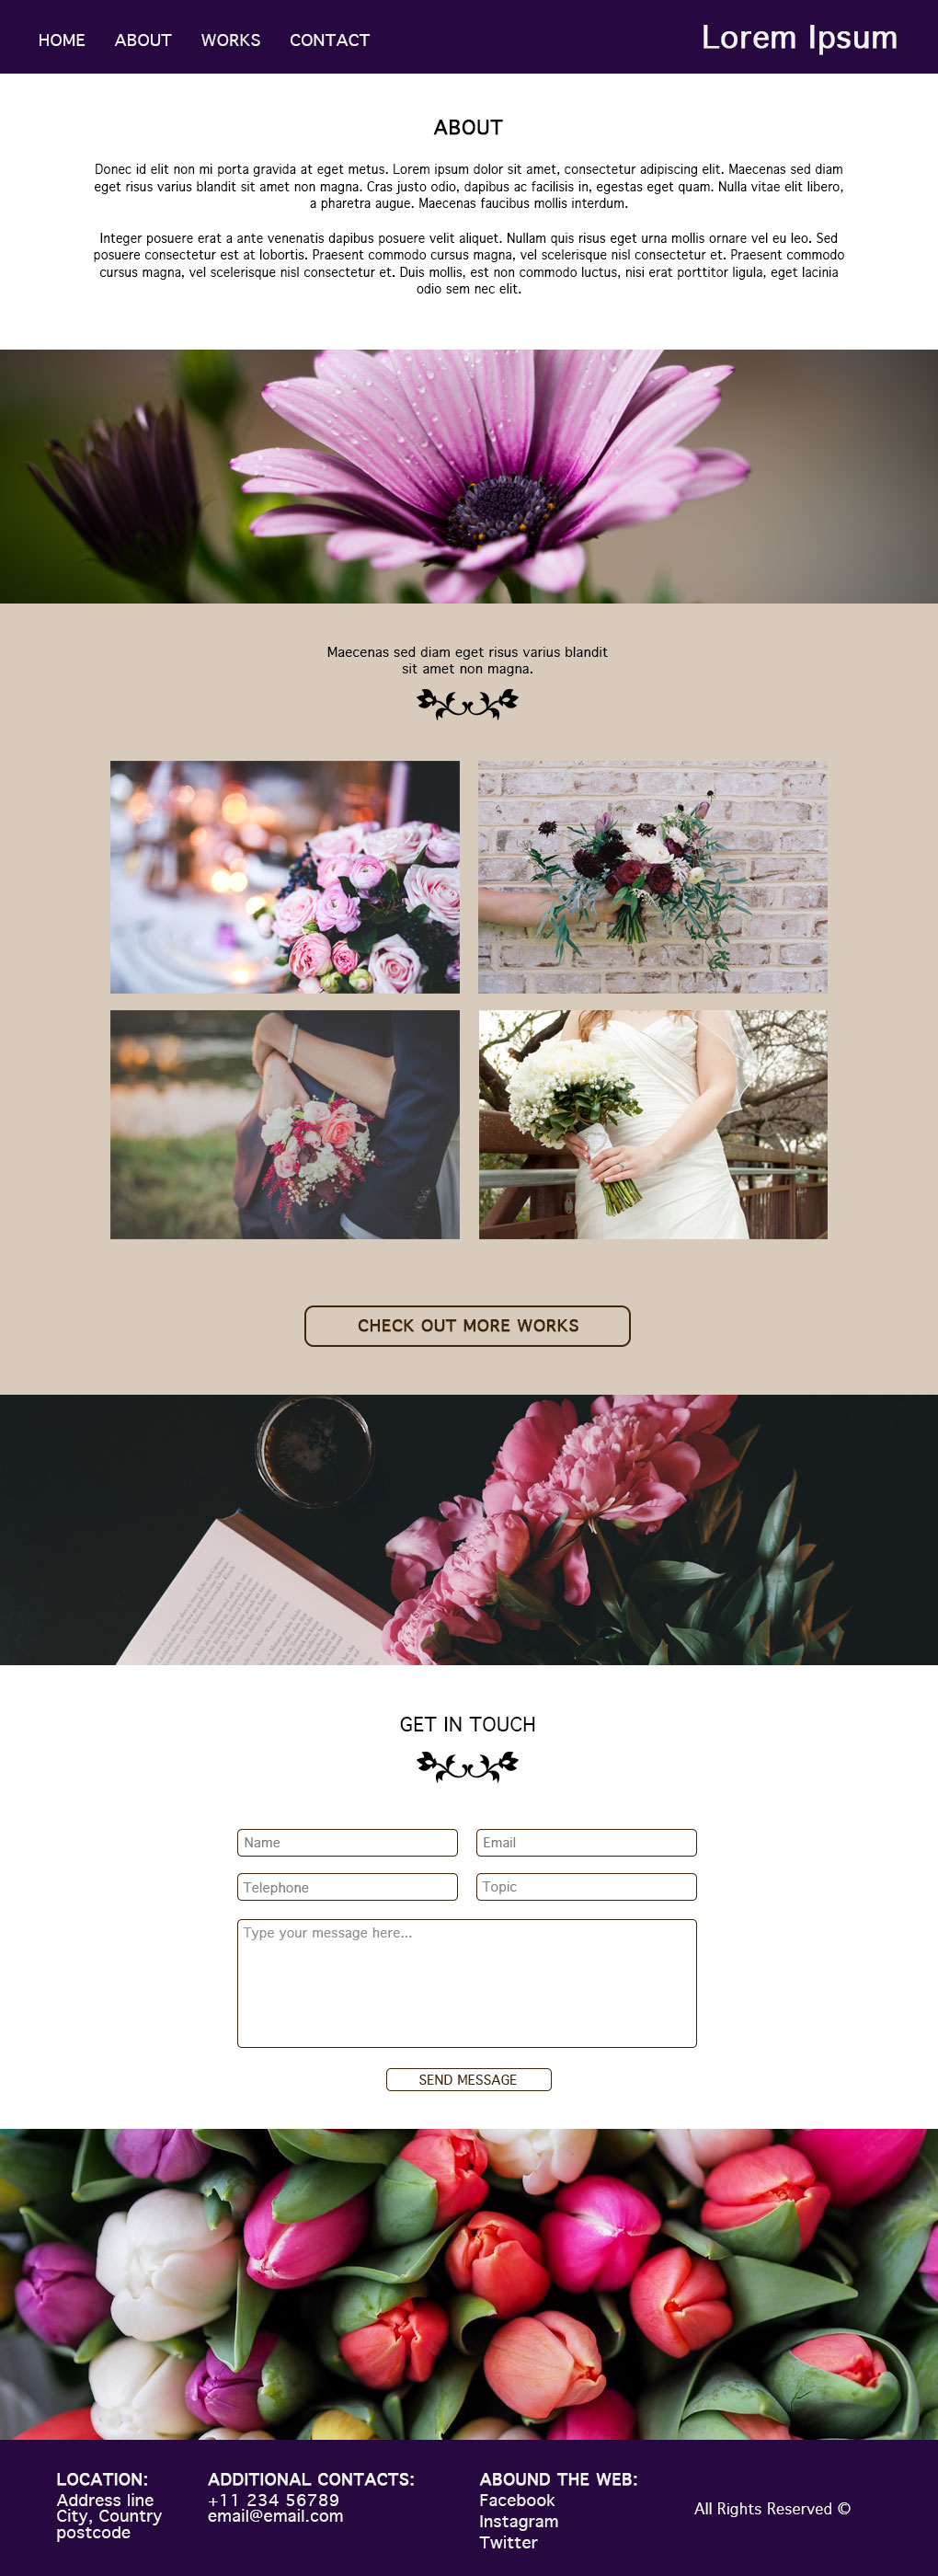 HOME ABOUT WORKS CONTACT Lorem Ipsum
ABOUT
Donec id elit non mi porta gravida at eget metus. Lorem ipsum dolor sit amet, consectetur adipiscing elit. Maecenas sed diam
eget risus varius blandit sit amet non magna. Cras justo odio, dapibus ac facilisis in, egestas eget quam. Nulla vitae elit libero,
a pharetra augue. Maecenas faucibus mollis interdum.
Integer posuere erat a ante venenatis dapibus posuere velit aliquet. Nullam quis risus eget urna mollis ornare vel eu leo. Sed
posuere consectetur est at lobortis. Praesent commodo cursus magna, vel scelerisque nisl consectetur et. Praesent commodo
cursus magna, vel scelerisque nisl consectetur et. Duis mollis, est non commodo luctus, nisi erat porttitor ligula, eget lacinia
odio sem nec elit.
Maecenas sed diam eget risus varius blandit
sit amet non magna.
CHECK OUT MORE WORKS
GET IN TOUCH
Name
Email
Telephone
Topic
Type your message here...
SEND MESSAGE
LOCATION:
Address line
City, Country
postcode
ADDITIONAL CONTACTS:
+11 234 56789
email@email.com
ABOUND THE WEB:
Facebook
Instagram
Twitter
All Rights Reserved ©